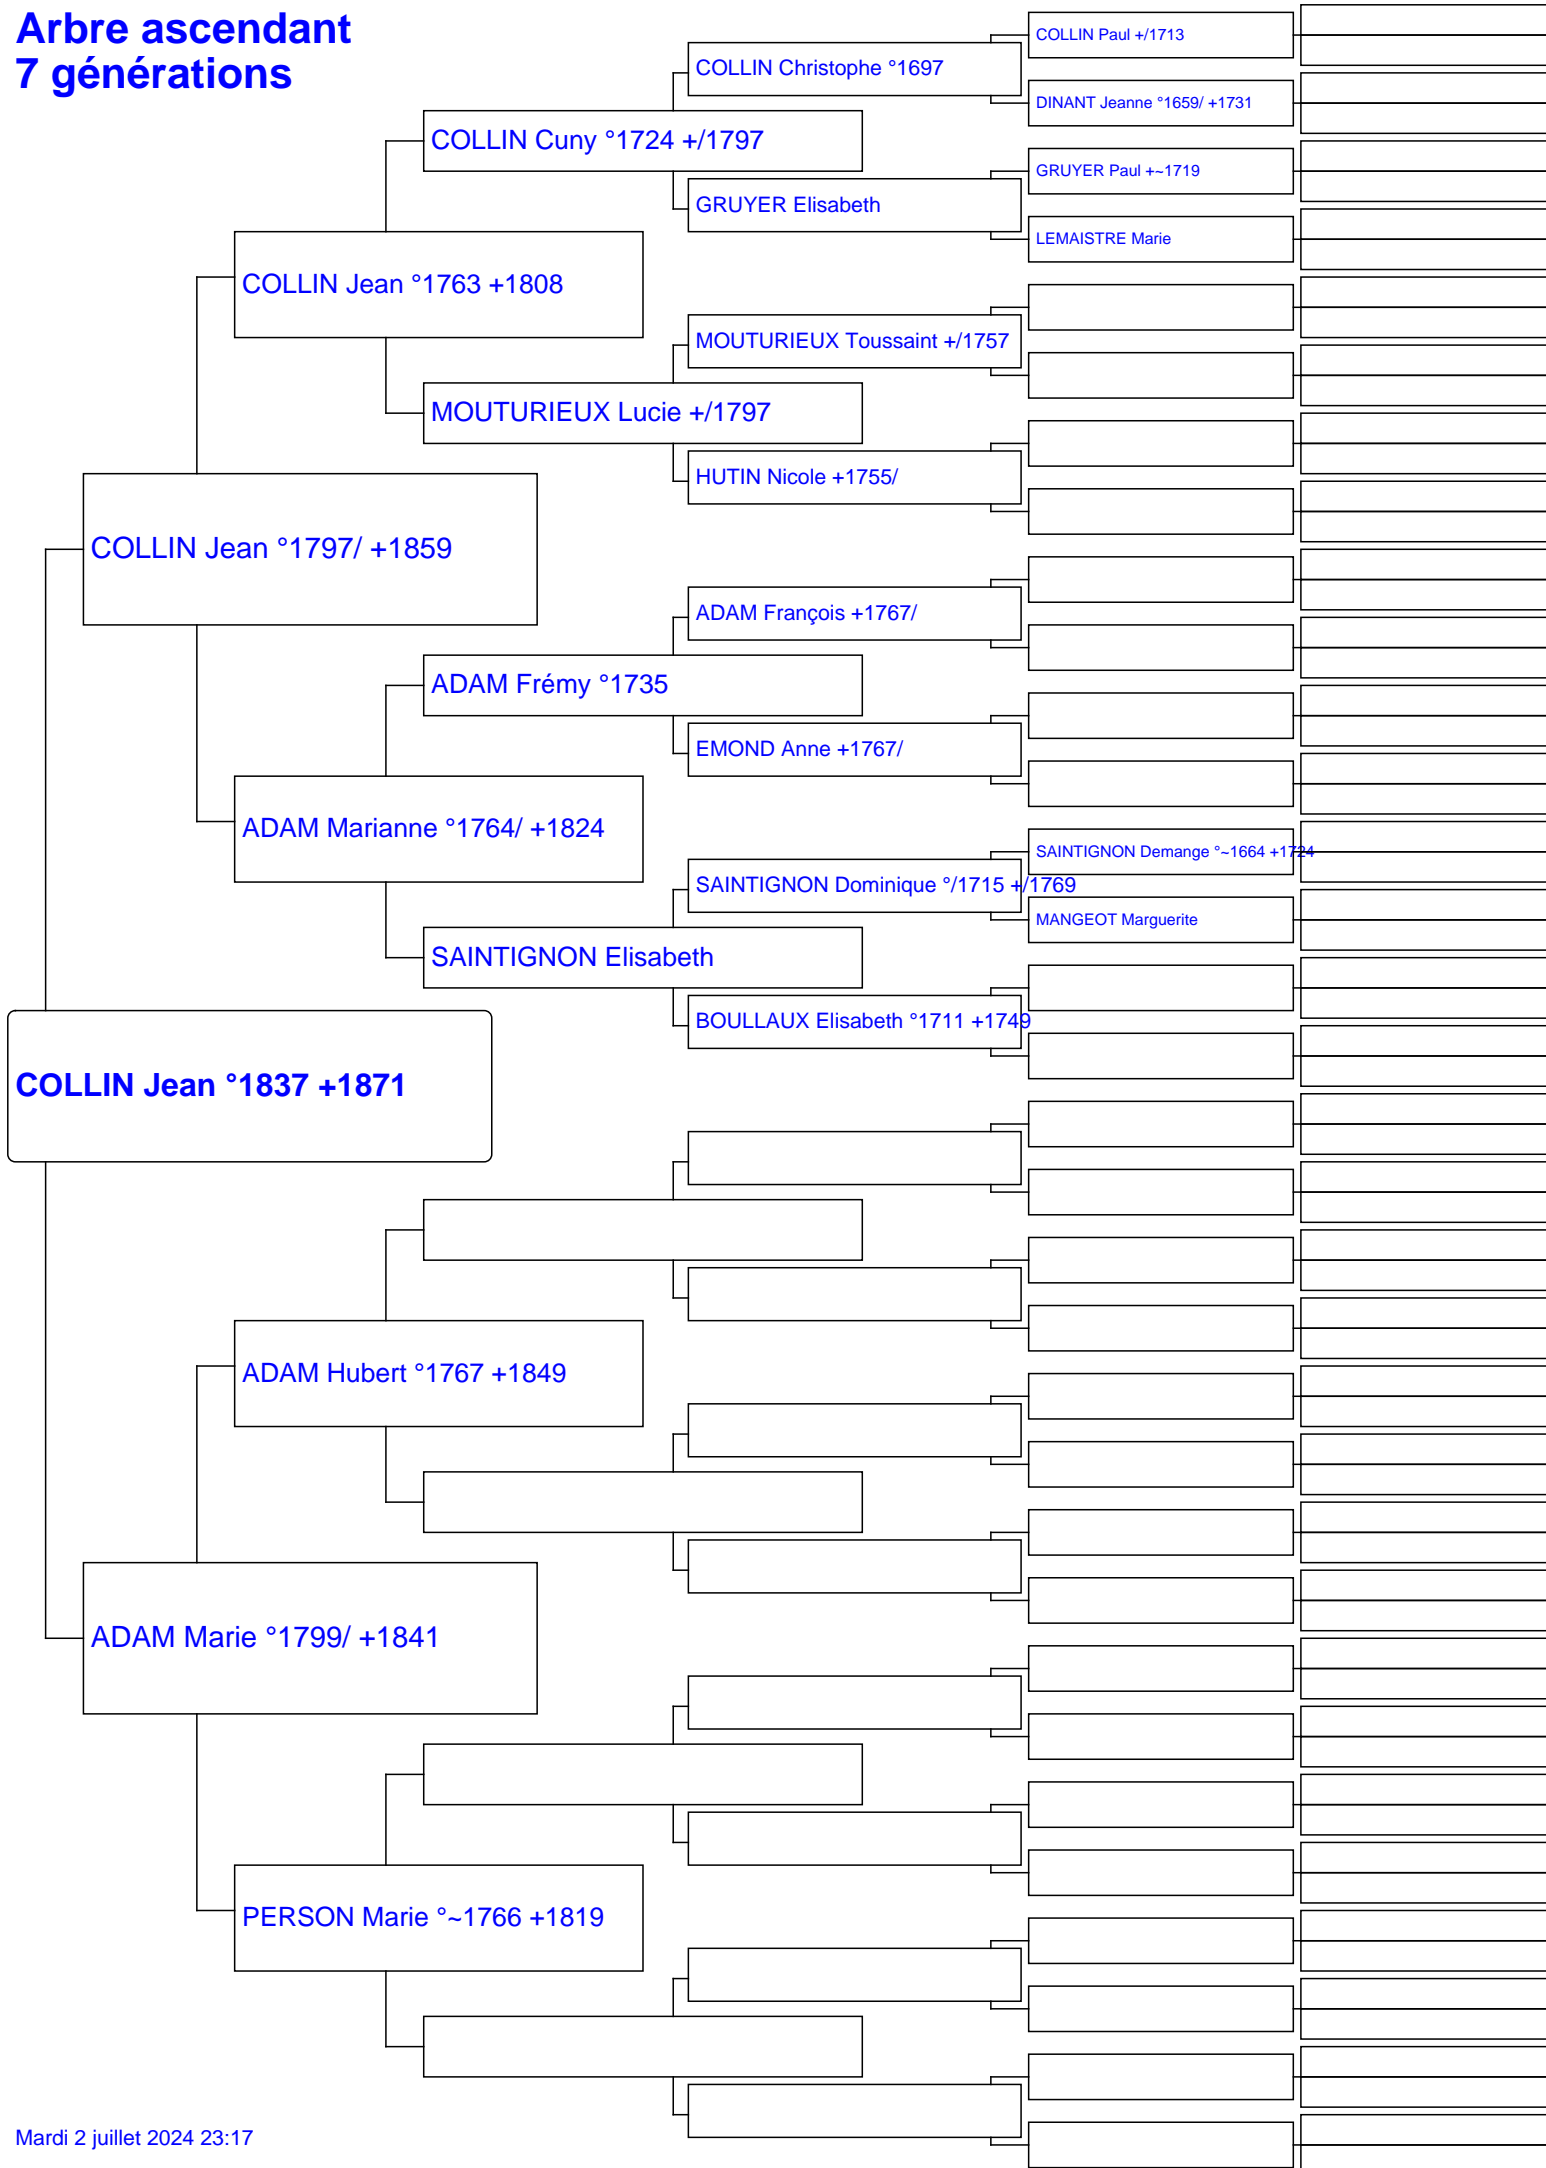 Arbre ascendant
7 générations
COLLIN Paul +/1713
COLLIN Christophe °1697
DINANT Jeanne °1659/ +1731
COLLIN Cuny °1724 +/1797
GRUYER Paul +~1719
GRUYER Elisabeth
LEMAISTRE Marie
COLLIN Jean °1763 +1808
MOUTURIEUX Toussaint +/1757
MOUTURIEUX Lucie +/1797
HUTIN Nicole +1755/
COLLIN Jean °1797/ +1859
ADAM François +1767/
ADAM Frémy °1735
EMOND Anne +1767/
ADAM Marianne °1764/ +1824
SAINTIGNON Demange °~1664 +1724
SAINTIGNON Dominique °/1715 +/1769
MANGEOT Marguerite
SAINTIGNON Elisabeth
BOULLAUX Elisabeth °1711 +1749
COLLIN Jean °1837 +1871
ADAM Hubert °1767 +1849
ADAM Marie °1799/ +1841
PERSON Marie °~1766 +1819
Mardi 2 juillet 2024 23:17